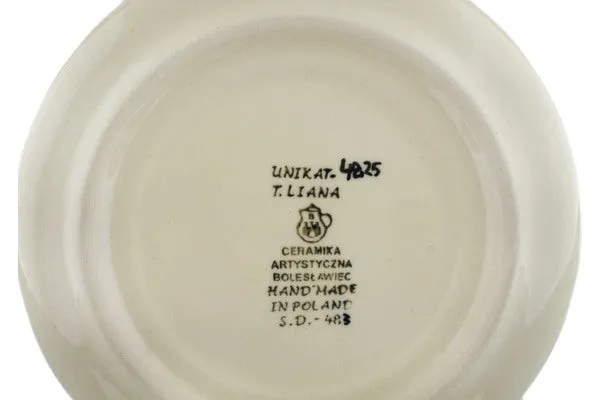 UNIKAT-4825
T.LIANA
B
CERAMIKA
ARTYSTYCZNA
BOLESŁAWIEC
HAND MADE
IN POLAND
S.D.-483